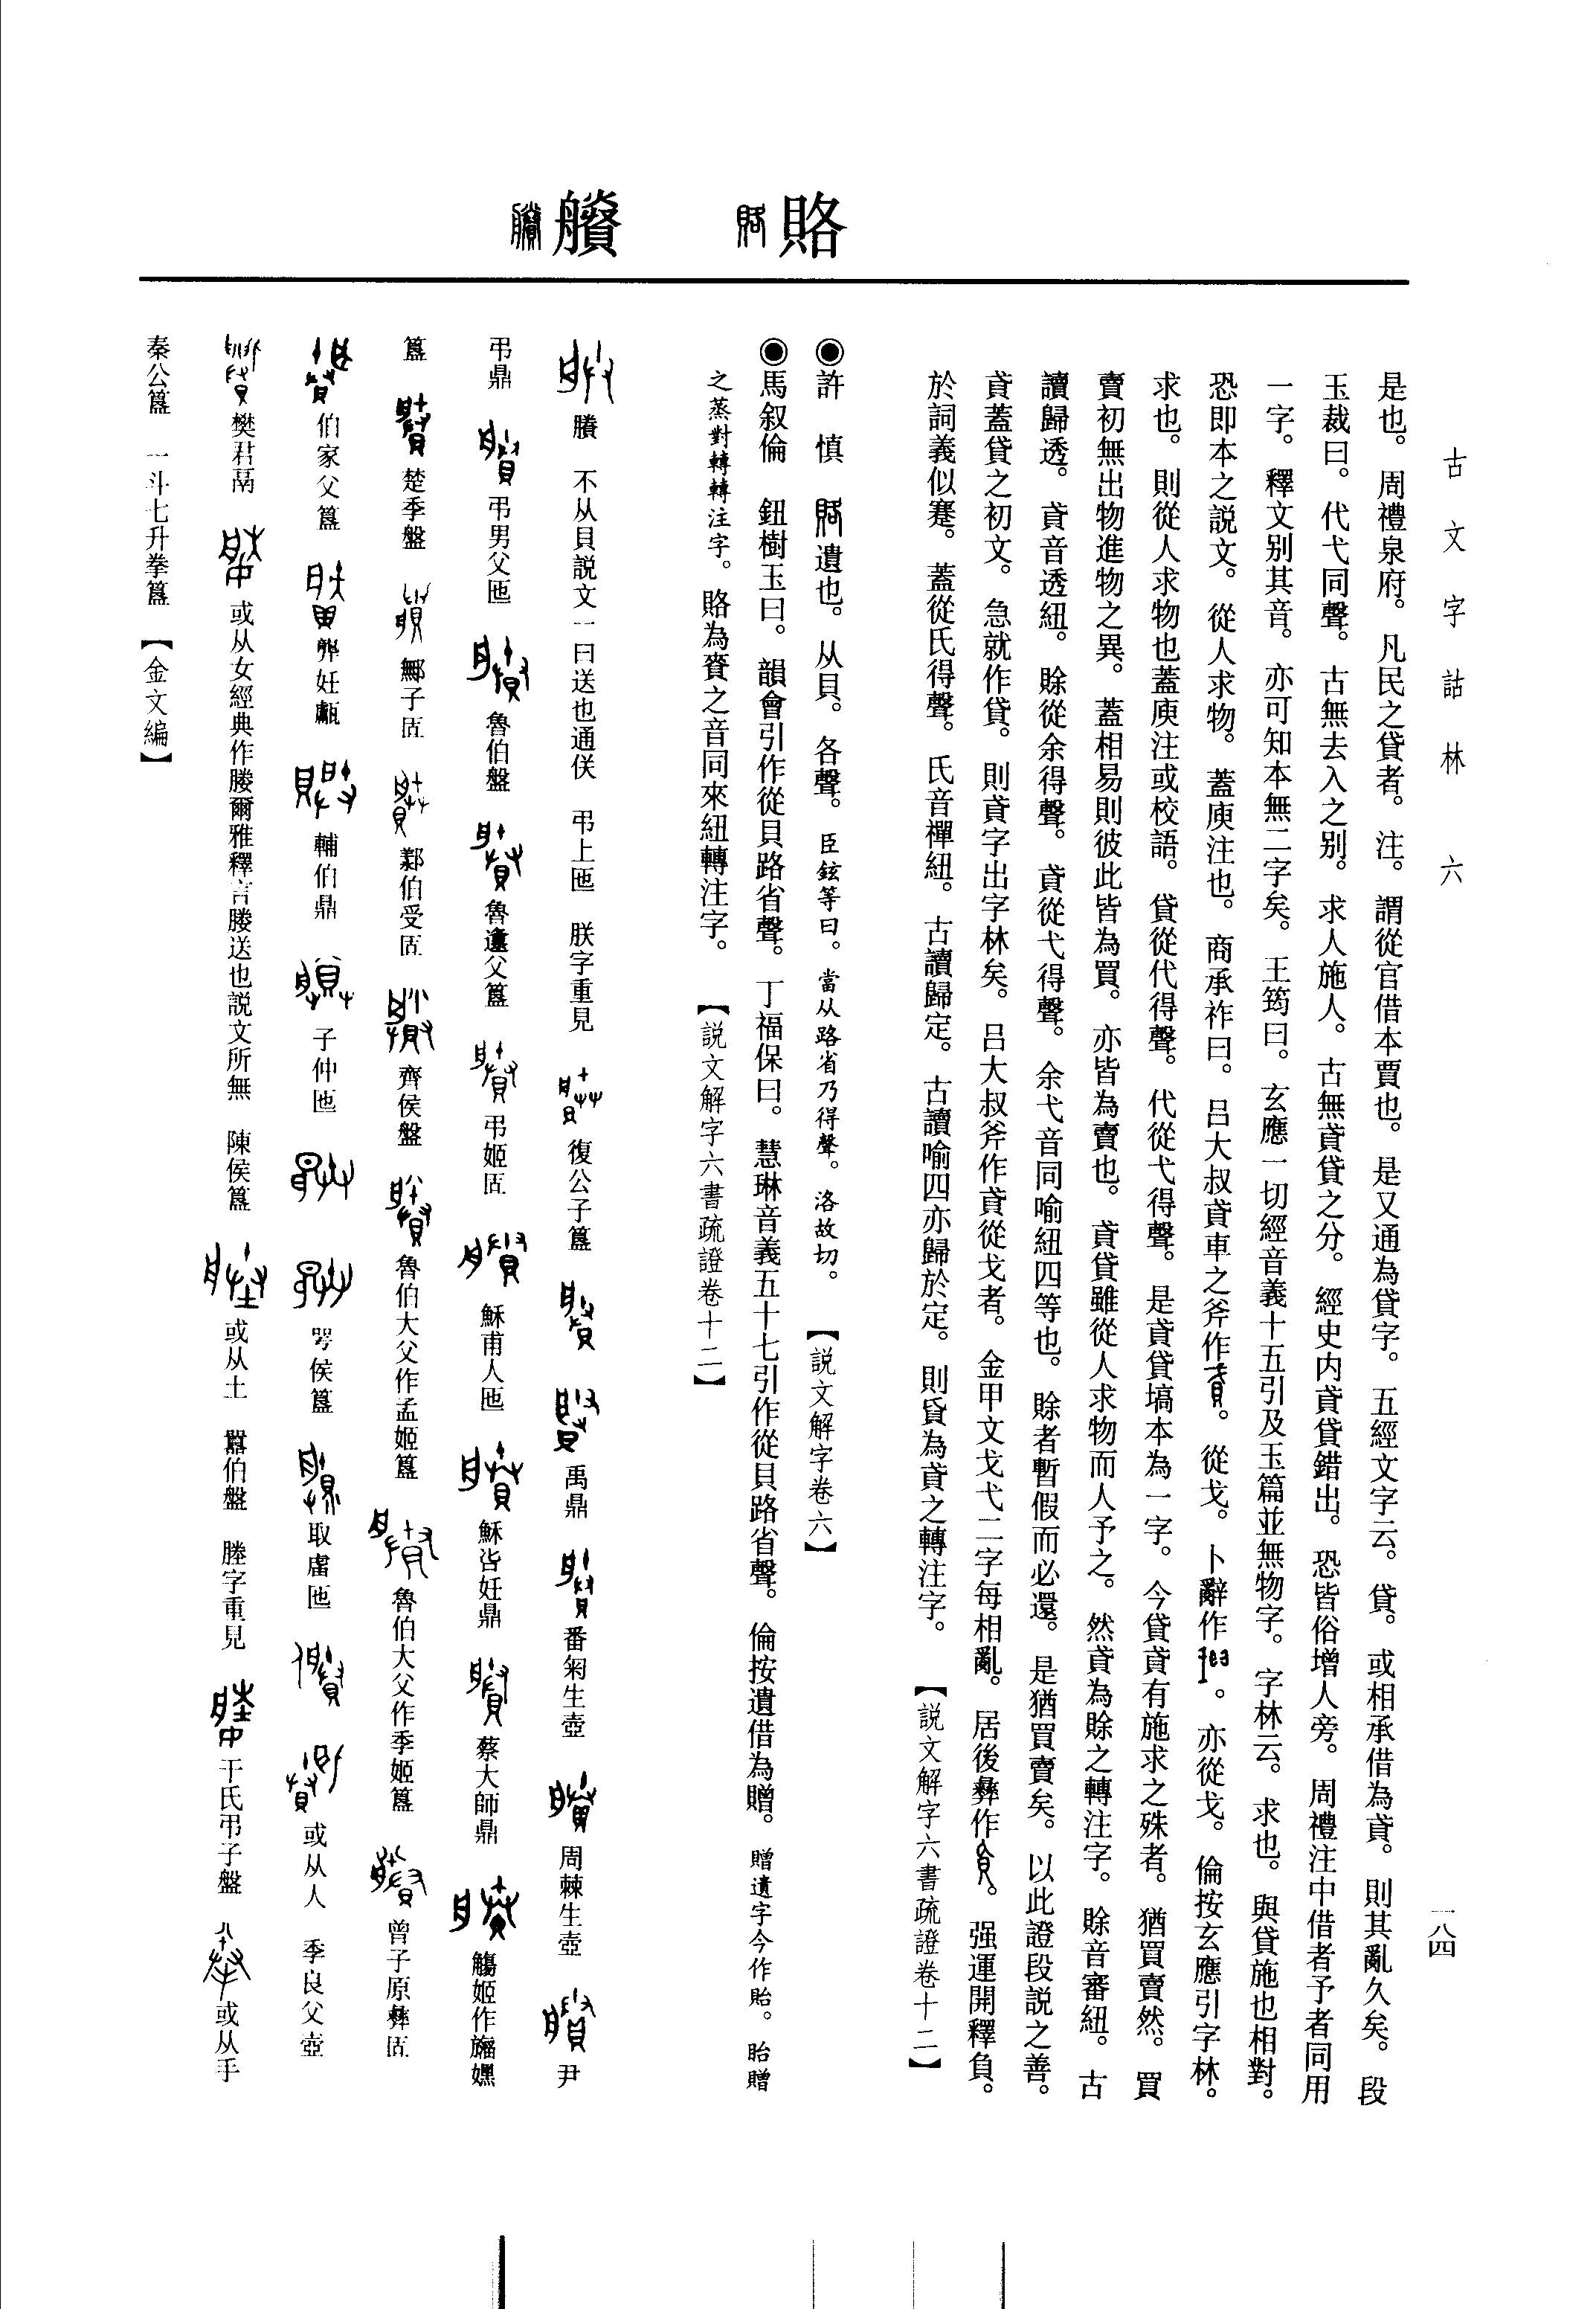 古文字詁林 六
一八四
賂
賸
是也。周禮泉府。凡民之貸者。注。謂從官借本賈也。是又通為貸字。五經文字云。貸。或相承借為貣。則其亂久矣。段
玉裁曰。代弋同聲。古無去入之别。求人施人。古無貣貸之分。經史内貣貸錯出。恐皆俗增人旁。周禮注中借者予者同用
一字。釋文别其音。亦可知本無二字矣。王筠曰。玄應一切經音義十五引及玉篇並無物字。字林云。求也。與貸施也相對。
恐即本之説文。從人求物。蓋庾注也。商承祚曰。吕大叔貣車之斧作。從戈。卜辭作。亦從戈。倫按玄應引字林。
求也。則從人求物也蓋庾注或校語。貸從代得聲。代從弋得聲。是貣貸塙本為一字。今貸貣有施求之殊者。猶買賣然。買
賣初無出物進物之異。蓋相易則彼此皆為買。亦皆為賣也。貣貸雖從人求物而人予之。然貣為賒之轉注字。賒音審紐。古
讀歸透。貣音透紐。賒從余得聲。貣從弋得聲。余弋音同喻紐四等也。賒者暫假而必還。是猶買賣矣。以此證段説之善。
貣蓋貸之初文。急就作貸。則貣字出字林矣。吕大叔斧作貣從戈者。金甲文戈弋二字每相亂。居後彝作。强運開釋負。
於詞義似蹇。蓋從氏得聲。氏音禪紐。古讀歸定。古讀喻四亦歸於定。則貣為貣之轉注字。 【説文解字六書疏證卷十二】
◉許 慎 遺也。从貝。各聲。臣鉉等曰。當从路省乃得聲。洛故切。 【説文解字卷六】
◉馬叙倫 鈕樹玉曰。韻會引作從貝路省聲。丁福保曰。慧琳音義五十七引作從貝路省聲。倫按遺借為贈。贈遺字今作貽。貽贈
之蒸對轉轉注字。賂為賚之音同來紐轉注字。 【説文解字六書疏證卷十二】
賸 不从貝説文一曰送也通佚 弔上匜 朕字重見 復公子簋 禹鼎 番匊生壺 周棘生壺 尹
弔鼎 弔男父匜 魯伯盤 魯父簋 弔姬匜 穌甫人匜 穌妊鼎 蔡大師鼎 姬作
簋 楚季盤 鄦子匜 鄴伯受匜 齊侯盤 魯伯大父作孟姬簋 魯伯大父作季姬簋 曾子原彝匜
伯家父簋 妊甗 輔伯鼎 子仲匜 侯簋 取膚匜 或从人 季良父壺
樊君鬲 或从女經典作媵爾雅釋言媵送也説文所無 陳侯簋 或从土 伯盤 塍字重見 干氏弔子盤 或从手
秦公簋 一斗七升拳簋 【金文編】